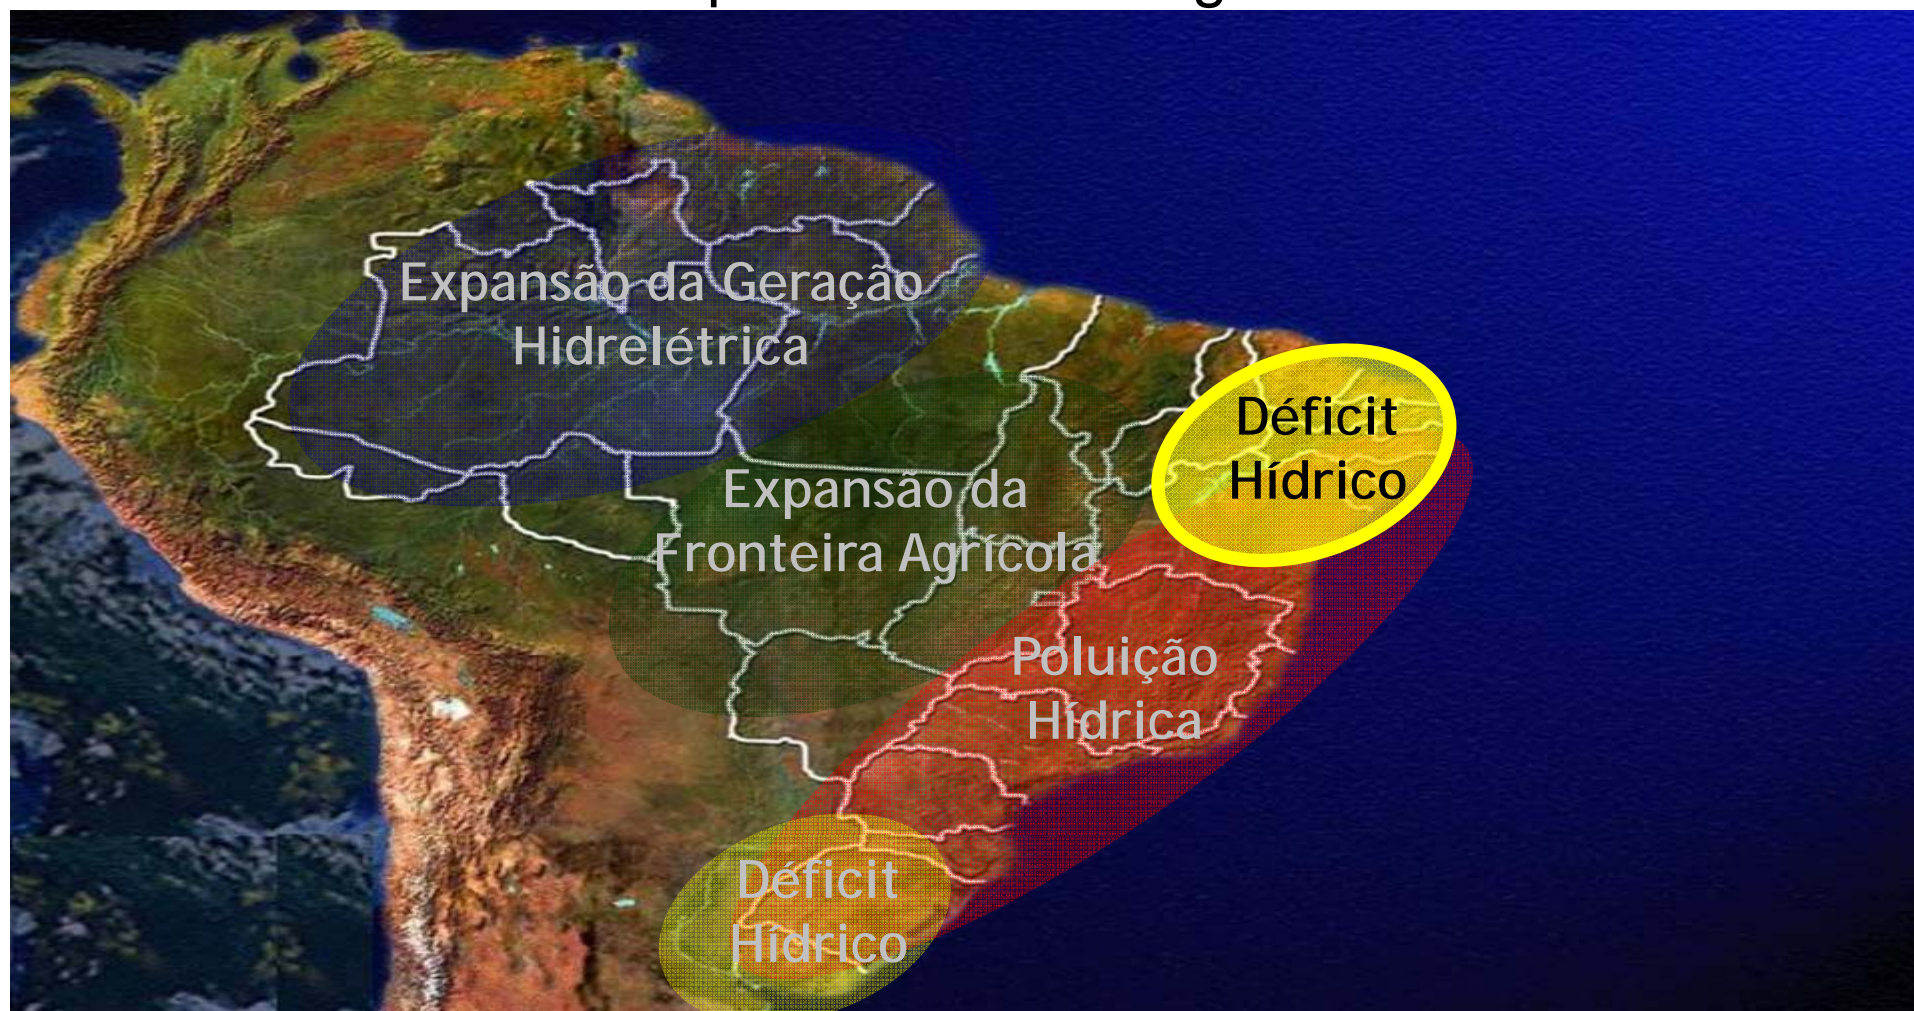 Expansão da Geração
Hidrelétrica
Déficit
Hídrico
Expansão da
Fronteira Agrícola
Poluição
Hídrica
Déficit
Hídrico